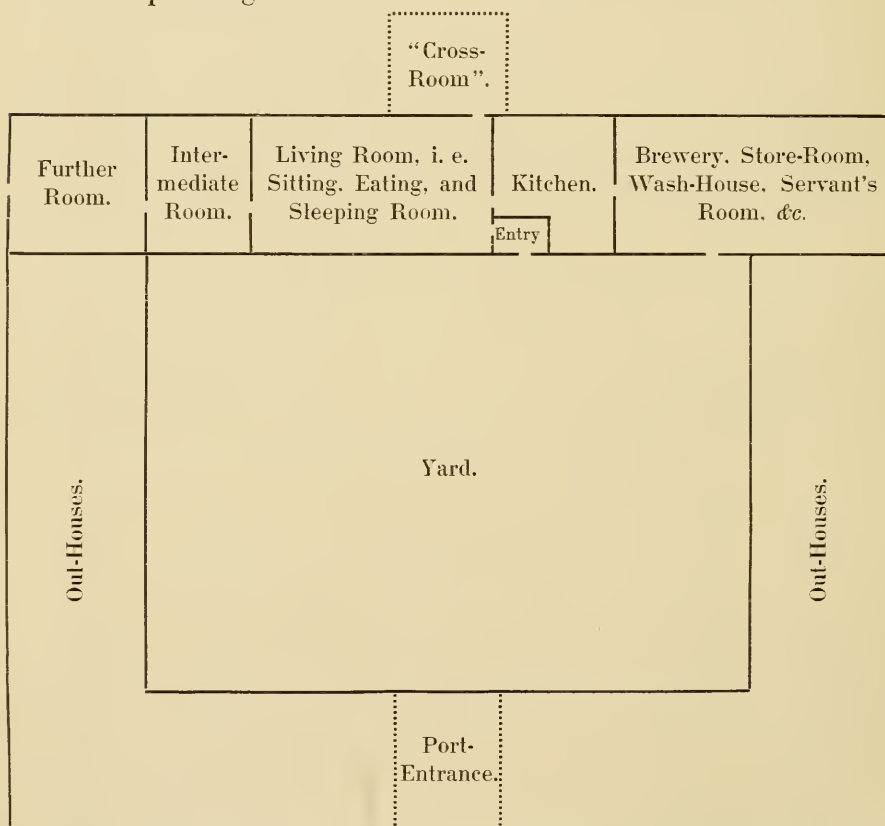 "Cross-
Room".
Further
Room.
Inter-
mediate
Room.
Living Room, i. e.
Sitting. Eating, and
Sleeping Room.
Kitchen.
Entry
Brewery. Store-Room,
Wash-House, Servant's
Room, &c.
Yard.
Out-Houses.
Out-Houses.
Port-
Entrance.